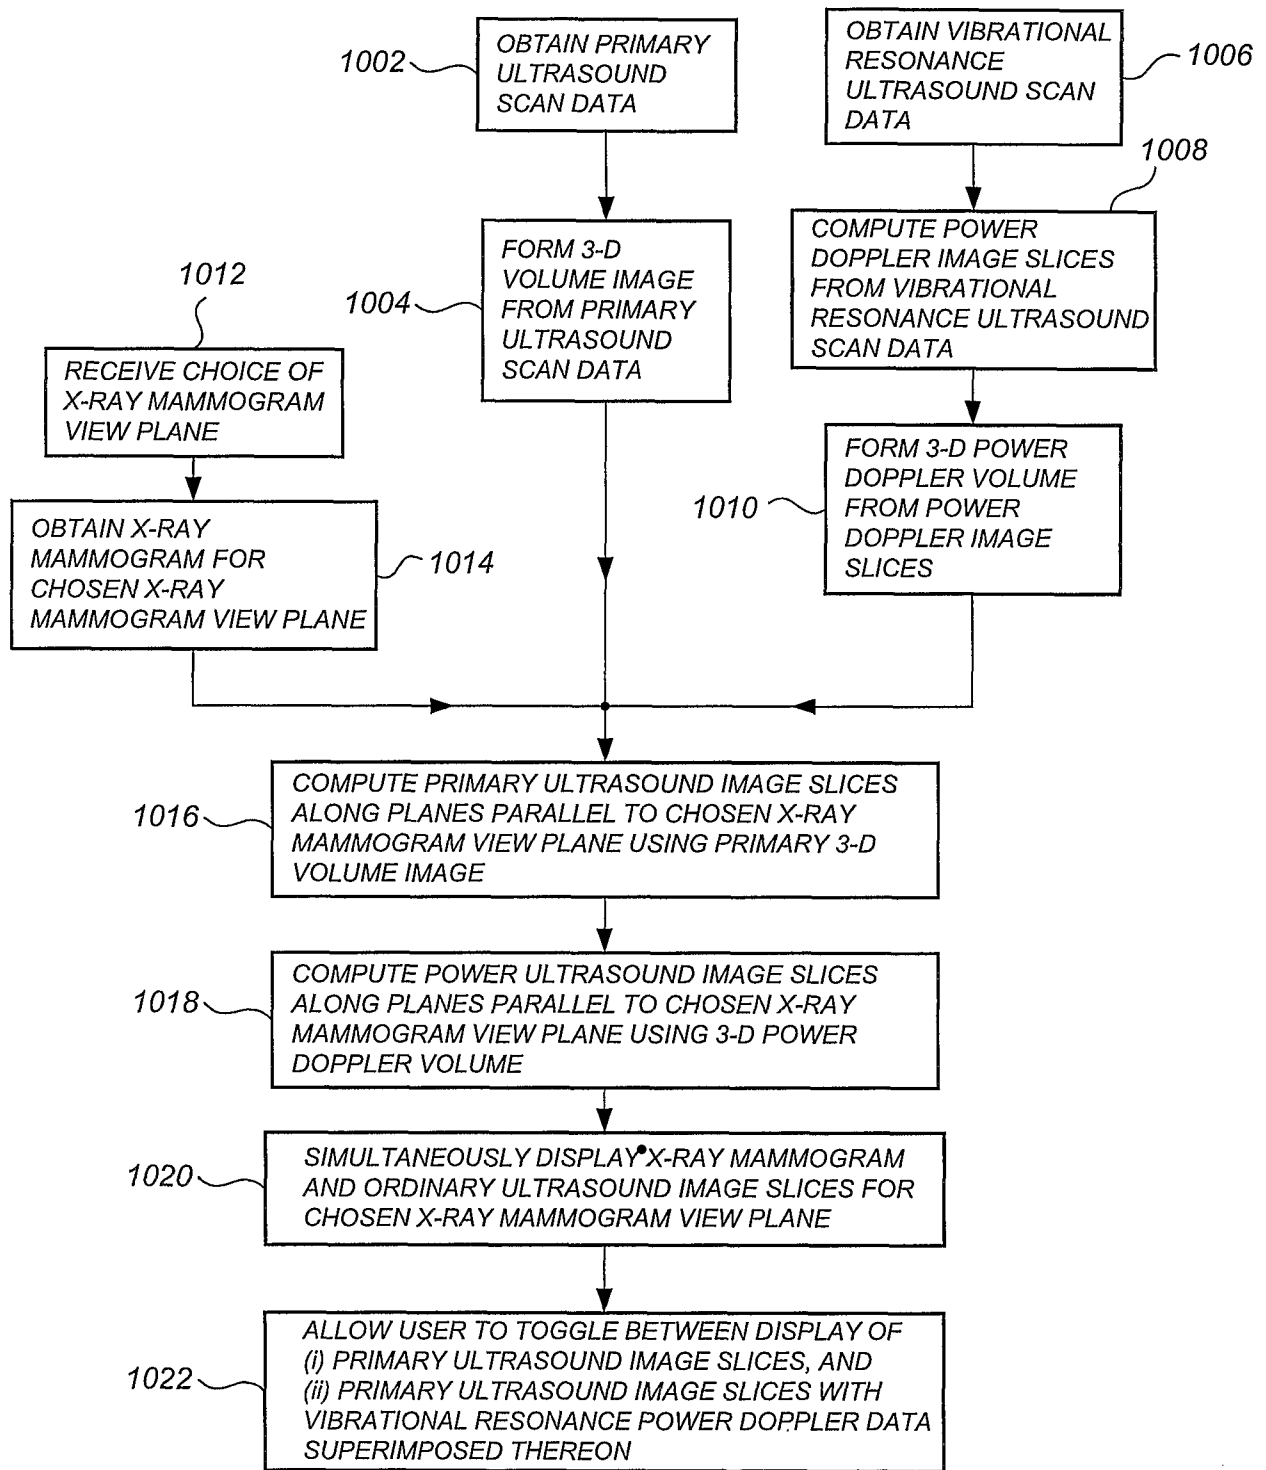 1002
OBTAIN PRIMARY
ULTRASOUND
SCAN DATA
OBTAIN VIBRATIONAL
RESONANCE
ULTRASOUND SCAN
DATA
1006
1008
COMPUTE POWER
DOPPLER IMAGE SLICES
FROM VIBRATIONAL
RESONANCE ULTRASOUND
SCAN DATA
1004
FORM 3-D
VOLUME IMAGE
FROM PRIMARY
ULTRASOUND
SCAN DATA
1012
RECEIVE CHOICE OF
X-RAY MAMMOGRAM
VIEW PLANE
1010
FORM 3-D POWER
DOPPLER VOLUME
FROM POWER
DOPPLER IMAGE
SLICES
OBTAIN X-RAY
MAMMOGRAM FOR
CHOSEN X-RAY
MAMMOGRAM VIEW PLANE
1014
1016
COMPUTE PRIMARY ULTRASOUND IMAGE SLICES
ALONG PLANES PARALLEL TO CHOSEN X-RAY
MAMMOGRAM VIEW PLANE USING PRIMARY 3-D
VOLUME IMAGE
1018
COMPUTE POWER ULTRASOUND IMAGE SLICES
ALONG PLANES PARALLEL TO CHOSEN X-RAY
MAMMOGRAM VIEW PLANE USING 3-D POWER
DOPPLER VOLUME
1020
SIMULTANEOUSLY DISPLAY X-RAY MAMMOGRAM
AND ORDINARY ULTRASOUND IMAGE SLICES FOR
CHOSEN X-RAY MAMMOGRAM VIEW PLANE
1022
ALLOW USER TO TOGGLE BETWEEN DISPLAY OF
(i) PRIMARY ULTRASOUND IMAGE SLICES, AND
(ii) PRIMARY ULTRASOUND IMAGE SLICES WITH
VIBRATIONAL RESONANCE POWER DOPPLER DATA
SUPERIMPOSED THEREON